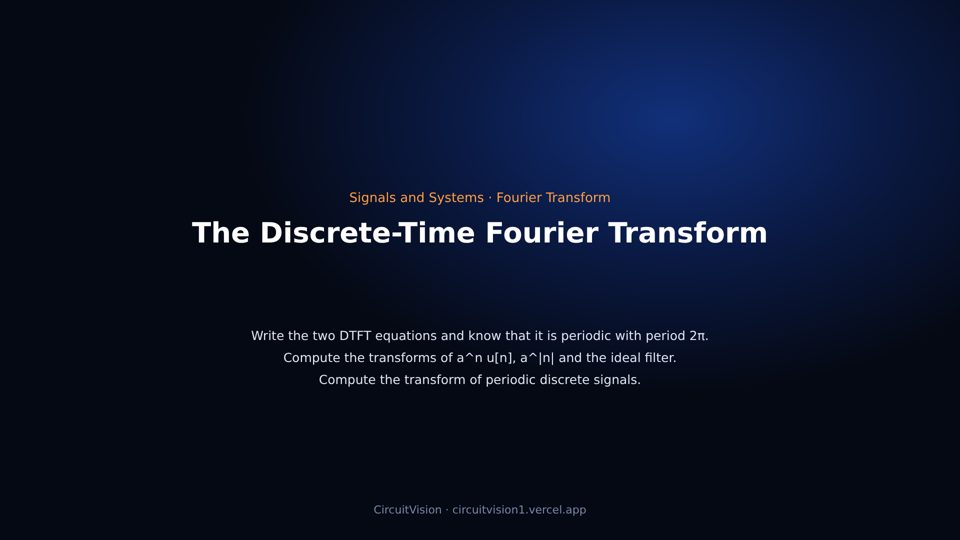 Signals and Systems · Fourier Transform
The Discrete-Time Fourier Transform
Write the two DTFT equations and know that it is periodic with period 2π.
Compute the transforms of a^n u[n], a^|n| and the ideal filter.
Compute the transform of periodic discrete signals.
CircuitVision · circuitvision1.vercel.app